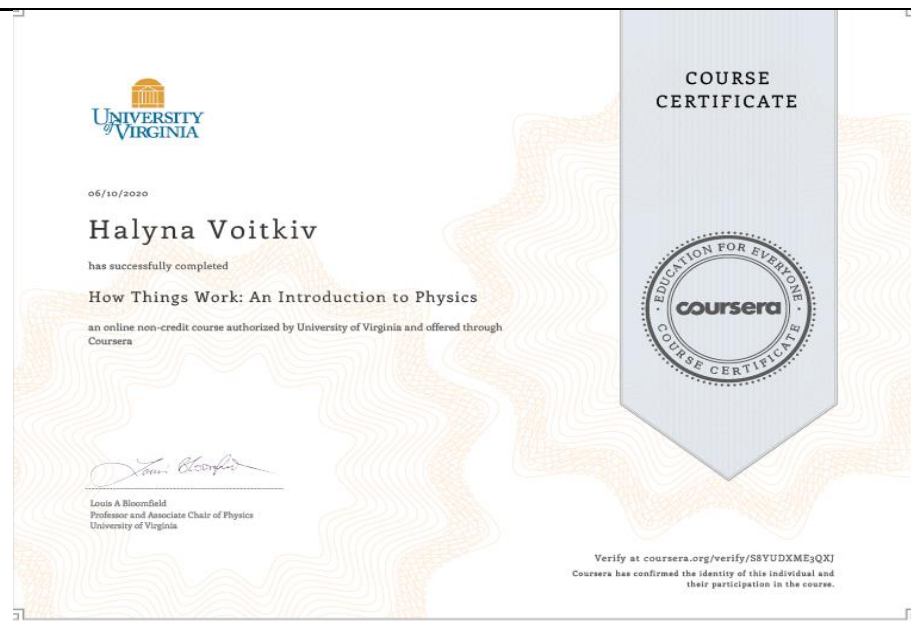 UNIVERSITY
of VIRGINIA
06/10/2020
Halyna Voitkiv
has successfully completed
How Things Work: An Introduction to Physics
an online non-credit course authorized by University of Virginia and offered through
Coursera
Louis A Bloomfield
Professor and Associate Chair of Physics
University of Virginia
COURSE
CERTIFICATE
EDUCATION FOR EVERYONE
coursera
COURSE CERTIFICATE
Verify at coursera.org/verify/S8YUDXME3QXJ
Coursera has confirmed the identity of this individual and
their participation in the course.